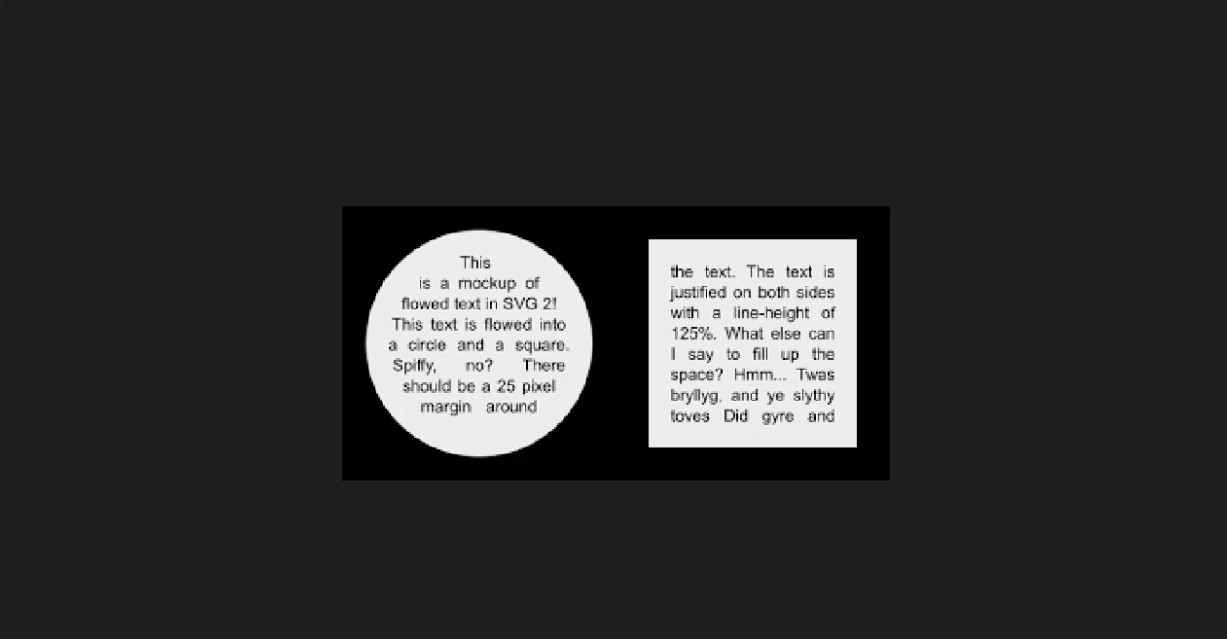 This
is a mockup of
flowed text in SVG 2!
This text is flowed into
a circle and a square.
Spiffy, no? There
should be a 25 pixel
margin around
the text. The text is
justified on both sides
with a line-height of
125%. What else can
I say to fill up the
space? Hmm... Twas
bryllyg, and ye slythy
toves Did gyre and